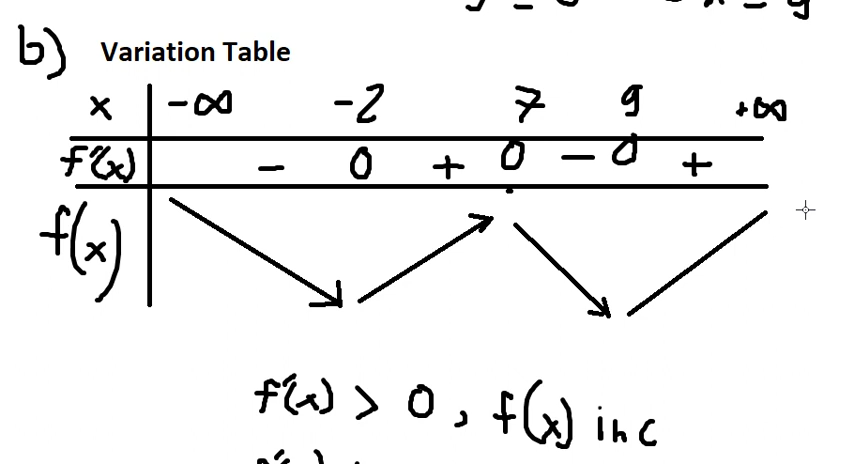 b) Variation Table
x -∞ -2 7 9 +∞
f'(x) - 0 + 0 - 0 +
f(x)
f'(x) > 0 , f(x) inc